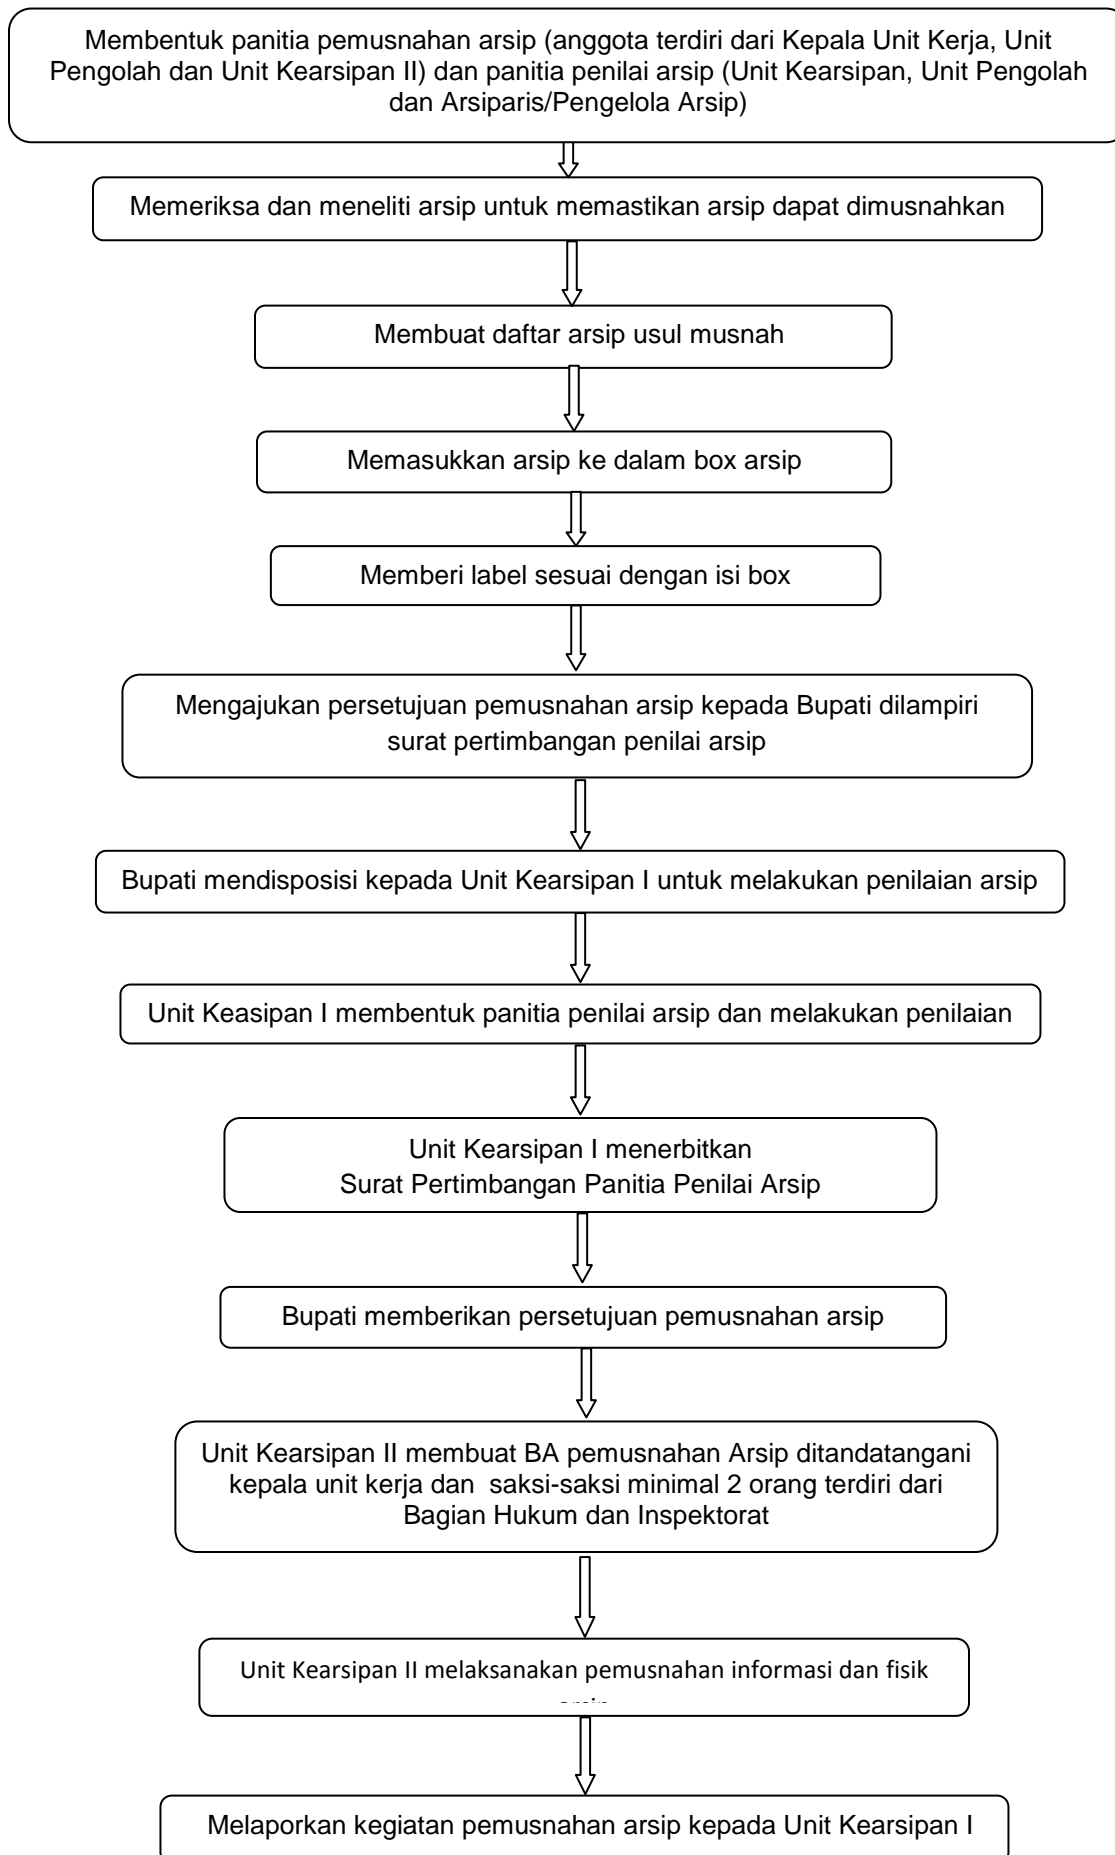 Membentuk panitia pemusnahan arsip (anggota terdiri dari Kepala Unit Kerja, Unit
Pengolah dan Unit Kearsipan II) dan panitia penilai arsip (Unit Kearsipan, Unit Pengolah
dan Arsiparis/Pengelola Arsip)
Memeriksa dan meneliti arsip untuk memastikan arsip dapat dimusnahkan
Membuat daftar arsip usul musnah
Memasukkan arsip ke dalam box arsip
Memberi label sesuai dengan isi box
Mengajukan persetujuan pemusnahan arsip kepada Bupati dilampiri
surat pertimbangan penilai arsip
Bupati mendisposisi kepada Unit Kearsipan I untuk melakukan penilaian arsip
Unit Keasipan I membentuk panitia penilai arsip dan melakukan penilaian
Unit Kearsipan I menerbitkan
Surat Pertimbangan Panitia Penilai Arsip
Bupati memberikan persetujuan pemusnahan arsip
Unit Kearsipan II membuat BA pemusnahan Arsip ditandatangani
kepala unit kerja dan saksi-saksi minimal 2 orang terdiri dari
Bagian Hukum dan Inspektorat
Unit Kearsipan II melaksanakan pemusnahan informasi dan fisik
Melaporkan kegiatan pemusnahan arsip kepada Unit Kearsipan I